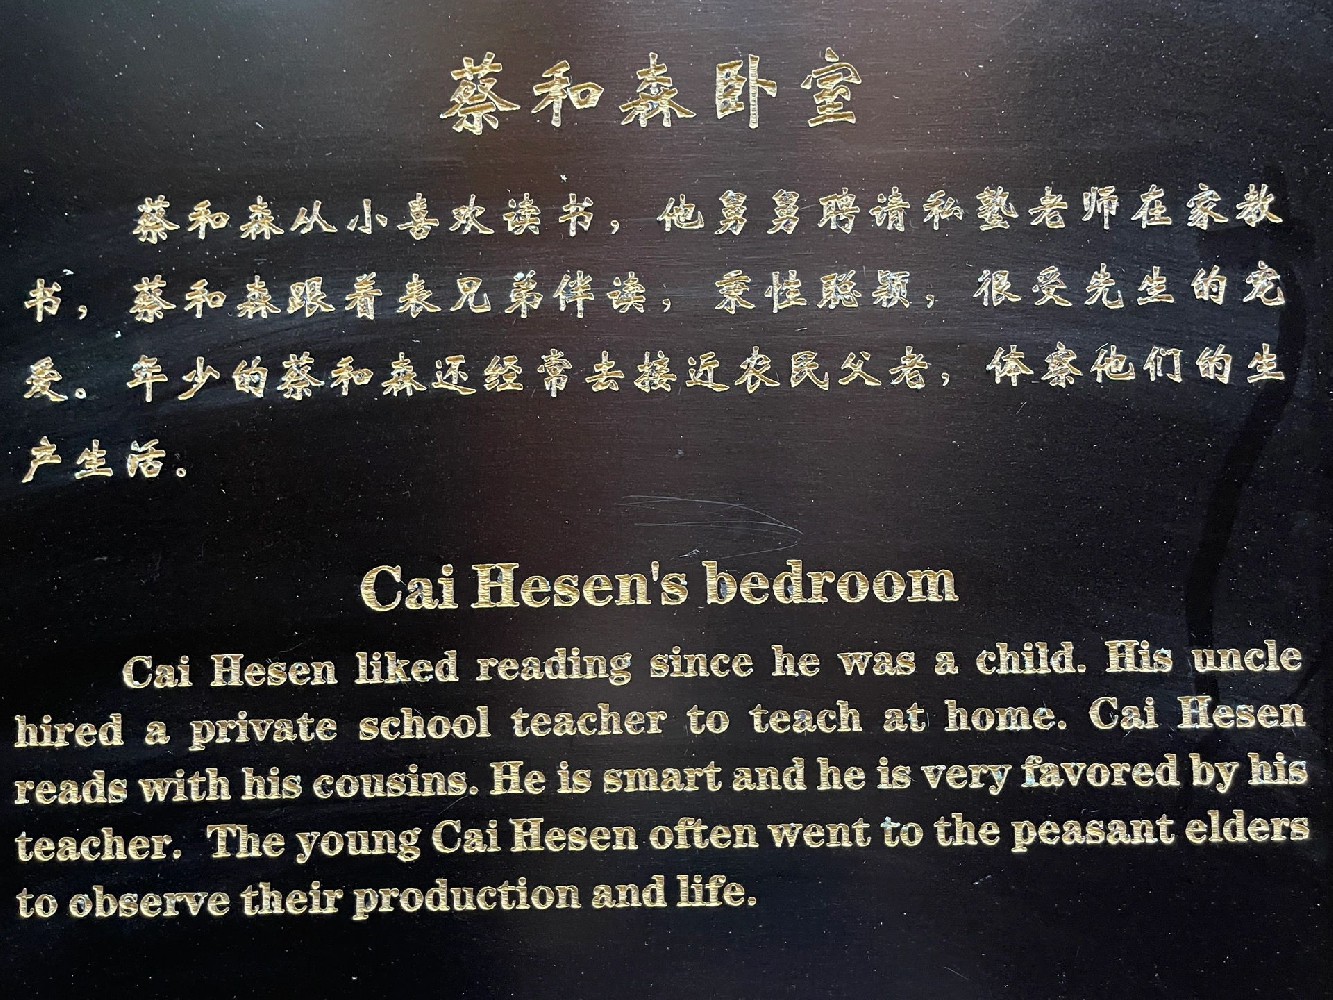 蔡和森卧室
蔡和森从小喜欢读书，他舅舅聘请私塾老师在家教
书，蔡和森跟着表兄弟伴读，秉性聪颖，很受先生的宠
爱。年少的蔡和森还经常去接近农民父老，体察他们的生
产生活。
Cai Hesen's bedroom
Cai Hesen liked reading since he was a child. His uncle
hired a private school teacher to teach at home. Cai Hesen
reads with his cousins. He is smart and he is very favored by his
teacher. The young Cai Hesen often went to the peasant elders
to observe their production and life.